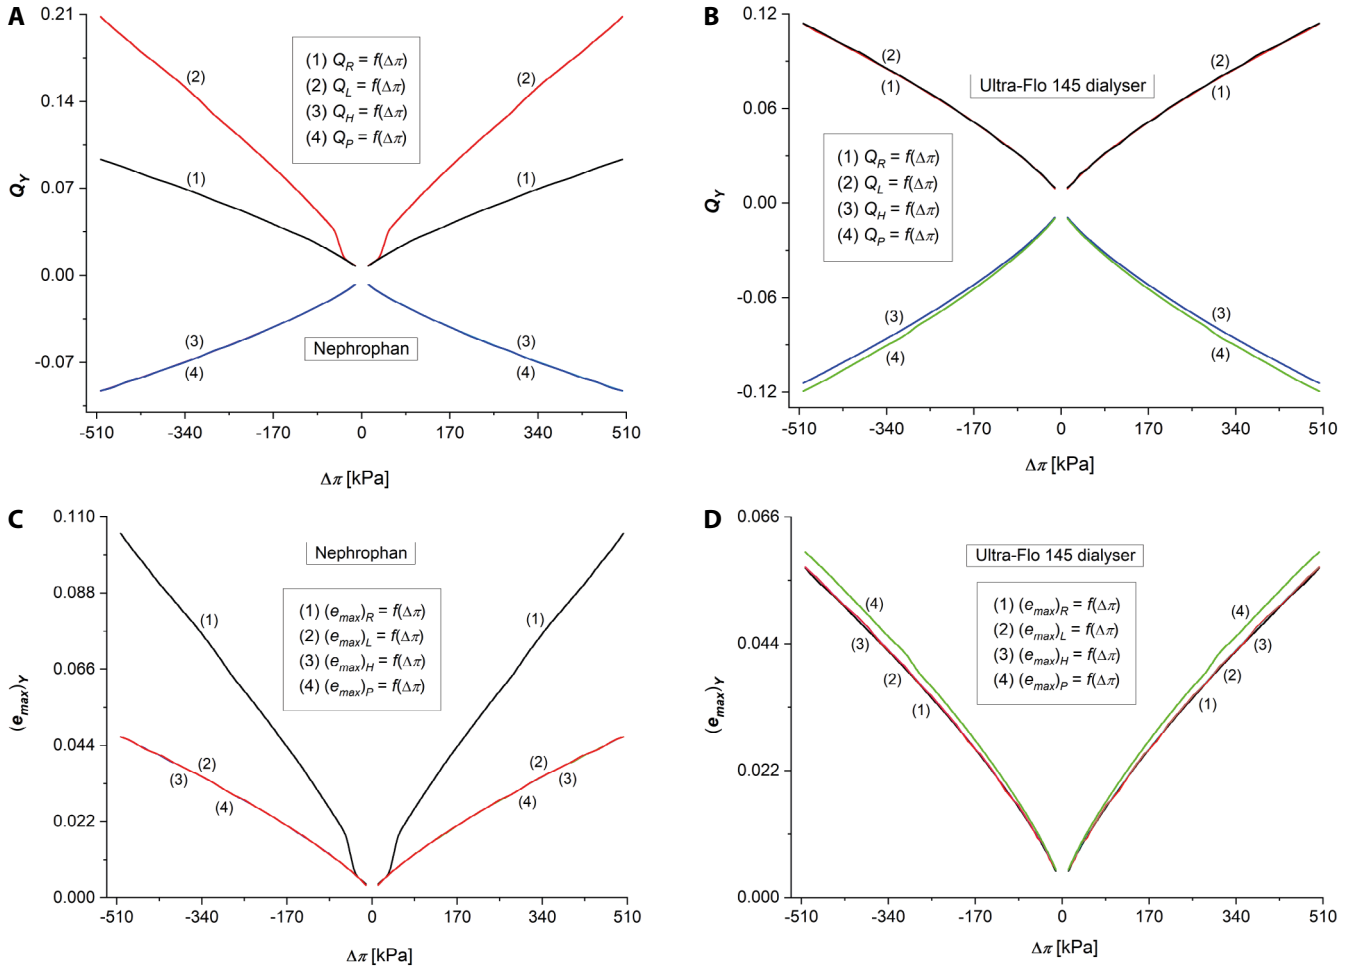 A
0.21
0.14
0.07
0.00
-0.07
Q_Y
(1) Q_R = f(Δπ)
(2) Q_L = f(Δπ)
(3) Q_H = f(Δπ)
(4) Q_P = f(Δπ)
(2)
(2)
(1)
(1)
(3)
(3)
(4)
(4)
Nephrophan
-510 -340 -170 0 170 340 510
Δπ [kPa]
B
0.12
0.06
0.00
-0.06
-0.12
Q_Y
(2)
(2)
(1)
(1)
Ultra-Flo 145 dialyser
(1) Q_R = f(Δπ)
(2) Q_L = f(Δπ)
(3) Q_H = f(Δπ)
(4) Q_P = f(Δπ)
(3)
(3)
(4)
(4)
-510 -340 -170 0 170 340 510
Δπ [kPa]
C
0.110
0.088
0.066
0.044
0.022
0.000
(e_max)_Y
Nephrophan
(1) (e_max)_R = f(Δπ)
(2) (e_max)_L = f(Δπ)
(3) (e_max)_H = f(Δπ)
(4) (e_max)_P = f(Δπ)
(1)
(1)
(2)
(2)
(3)
(3)
(4)
(4)
-510 -340 -170 0 170 340 510
Δπ [kPa]
D
0.066
0.044
0.022
0.000
(e_max)_Y
Ultra-Flo 145 dialyser
(1) (e_max)_R = f(Δπ)
(2) (e_max)_L = f(Δπ)
(3) (e_max)_H = f(Δπ)
(4) (e_max)_P = f(Δπ)
(4)
(4)
(3)
(3)
(2)
(2)
(1)
(1)
-510 -340 -170 0 170 340 510
Δπ [kPa]